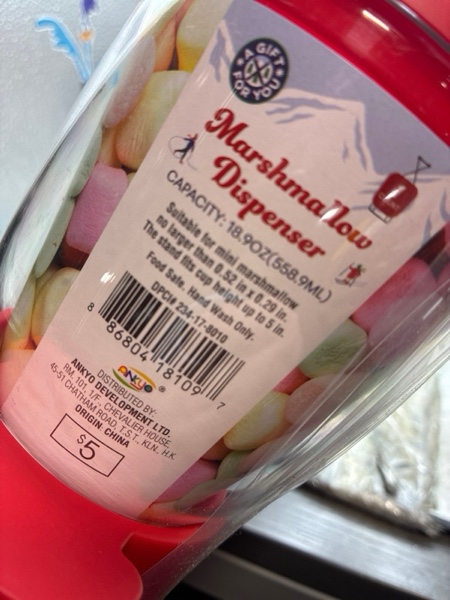 A GIFT
FOR YOU
Marshmallow
Dispenser
CAPACITY: 18.9OZ(558.9ML)
Suitable for mini marshmallow
no larger than 0.52 in x 0.29 in.
The stand fits cup height up to 5 in.
Food Safe. Hand Wash Only.
DPCI# 234-17-8010
8 86804 18109 7
ANKYO
DISTRIBUTED BY:
ANKYO DEVELOPMENT LTD.
RM. 101, 1/F., CHEVALIER HOUSE,
45-51 CHATHAM ROAD, T.S.T., KLN., H.K.
ORIGIN: CHINA
$5